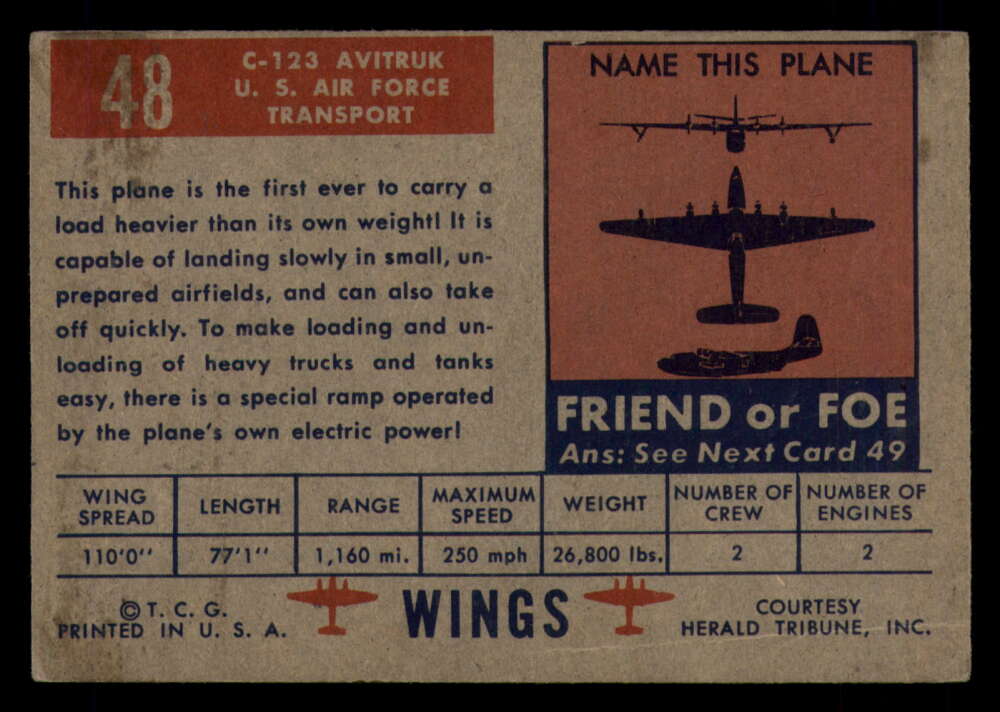 48
C-123 AVITRUK
U. S. AIR FORCE
TRANSPORT
This plane is the first ever to carry a
load heavier than its own weight! It is
capable of landing slowly in small, un-
prepared airfields, and can also take
off quickly. To make loading and un-
loading of heavy trucks and tanks
easy, there is a special ramp operated
by the plane's own electric power!
NAME THIS PLANE
FRIEND or FOE
Ans: See Next Card 49
WING SPREAD LENGTH RANGE MAXIMUM SPEED WEIGHT NUMBER OF CREW NUMBER OF ENGINES
110'0'' 77'1'' 1,160 mi. 250 mph 26,800 lbs. 2 2
© T. C. G.
PRINTED IN U. S. A.
WINGS
COURTESY
HERALD TRIBUNE, INC.